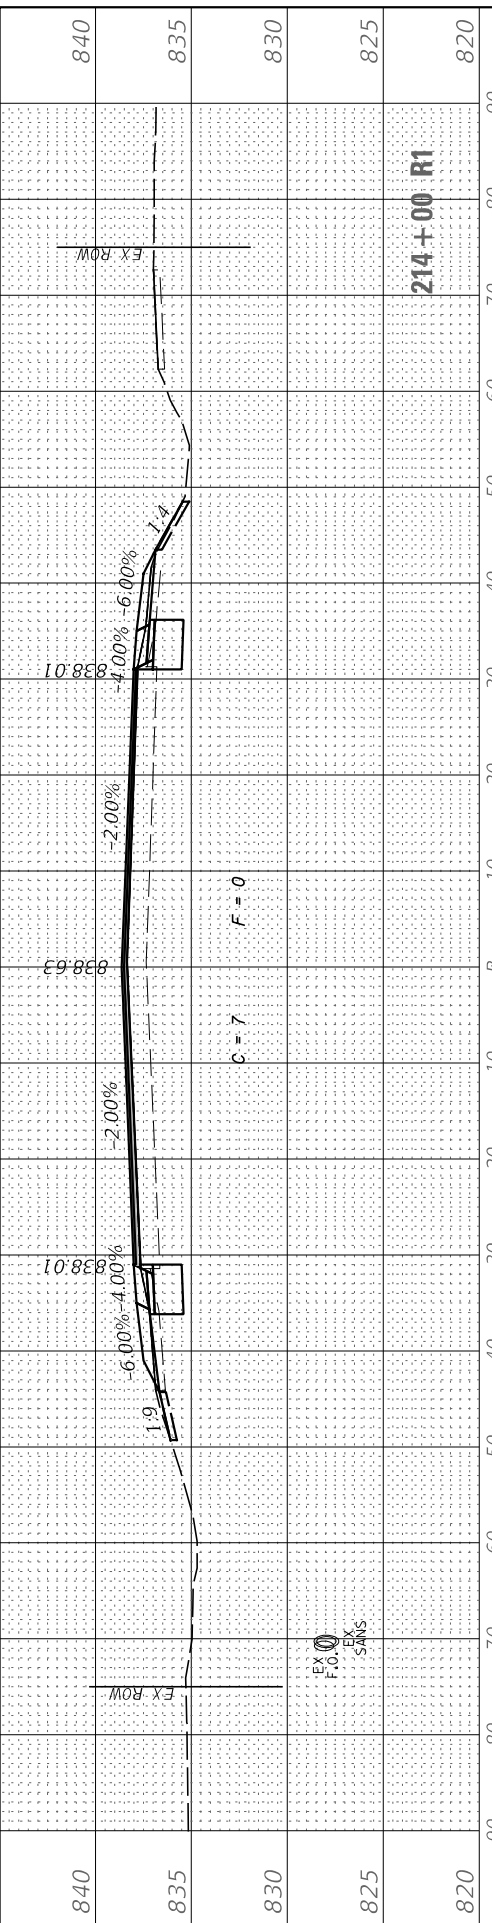 840 840
838.01 838.63 838.01
EX ROW
-2.00% -2.00%
-4.00% -4.00%
-6.00% -6.00%
EX ROW
1:9 1:4
835 835
C = 7 F = 0
830 830
EX
F.O.
EX
SANS
825 825
214+00 R1
820 820